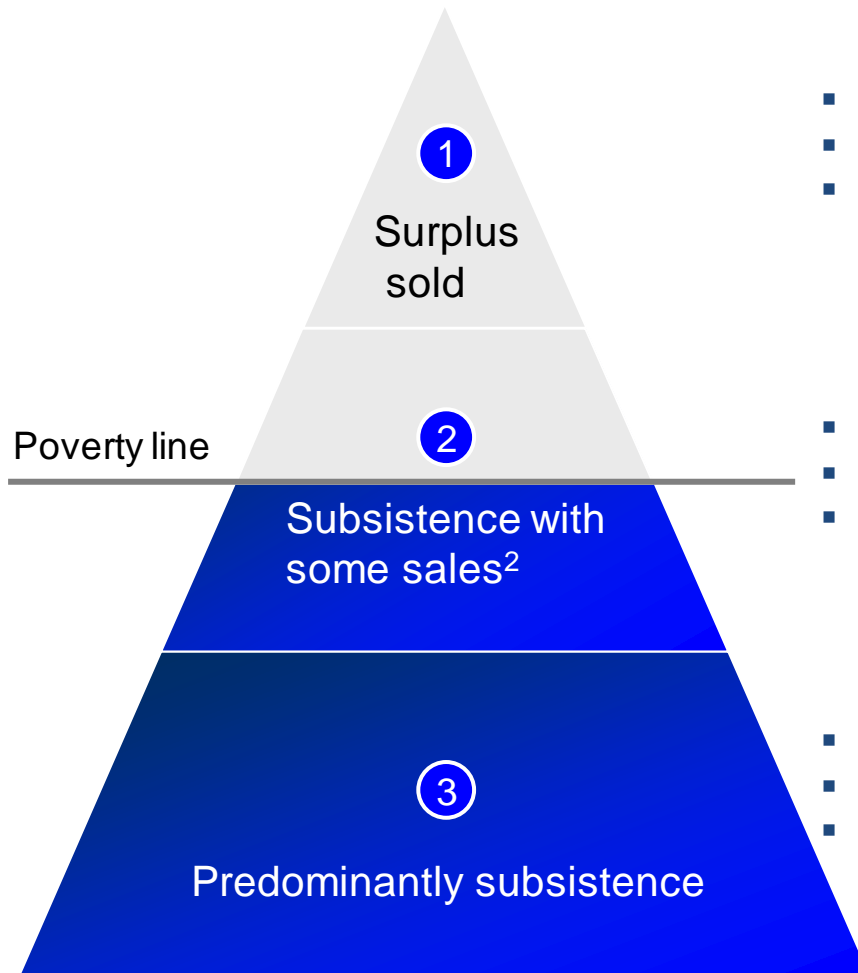 1
Surplus
sold
Poverty line
2
Subsistence with
some sales²
3
Predominantly subsistence